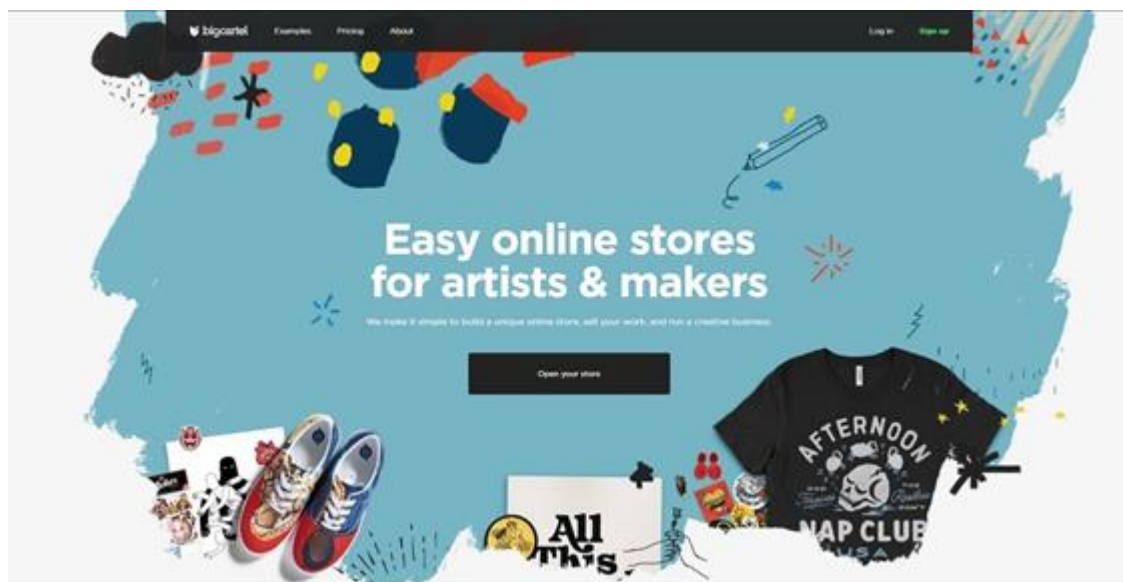 bigcartel
Examples
Pricing
About
Log in
Sign up
Easy online stores
for artists & makers
We make it simple to build a unique online store, sell your work, and run a creative business.
Open your store
AFTERNOON
NAP CLUB
USA
All
This